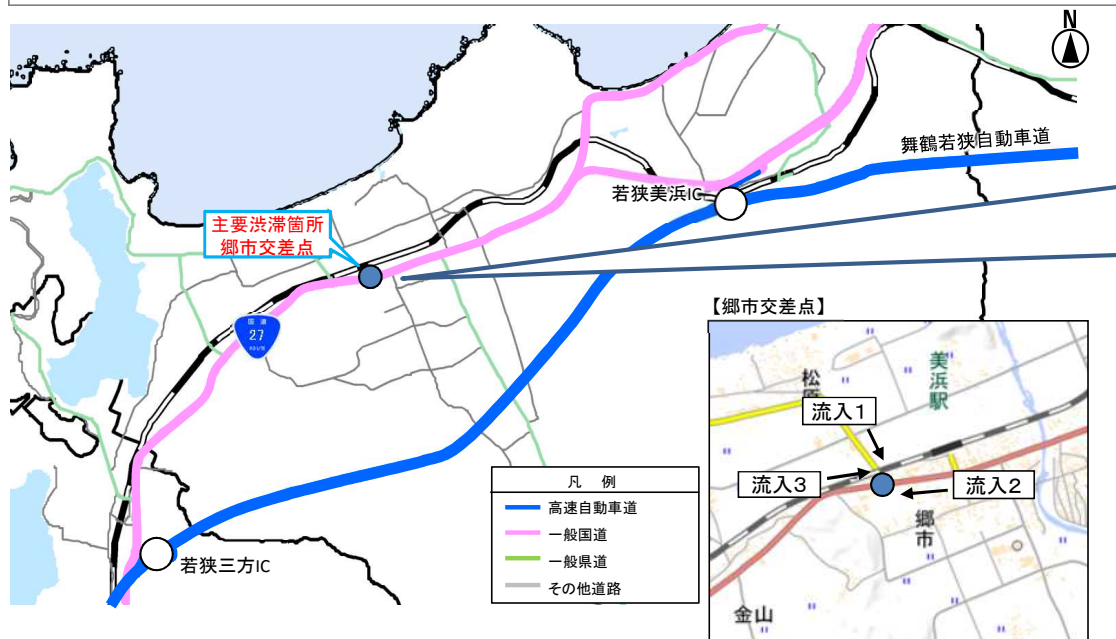 N
舞鶴若狭自動車道
若狭美浜IC
主要渋滞箇所
郷市交差点
国道
27
若狭三方IC
凡 例
高速自動車道
一般国道
一般県道
その他道路
【郷市交差点】
美浜駅
流入1
流入3
流入2
郷市
金山